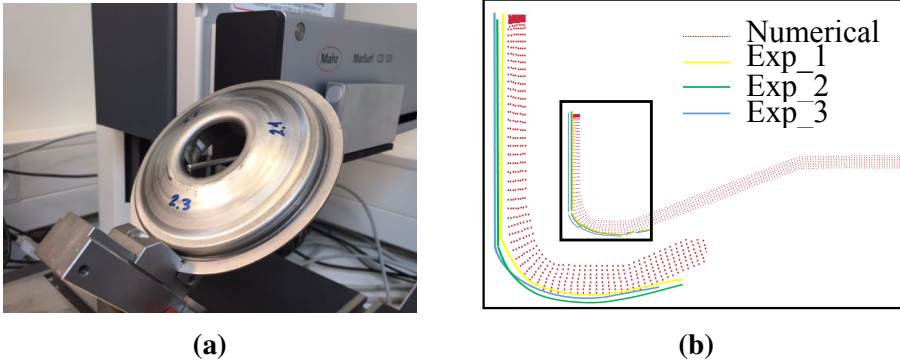 Mahr
MarSurf CD 120
2.1
2.3
Numerical
Exp_1
Exp_2
Exp_3
(a)
(b)